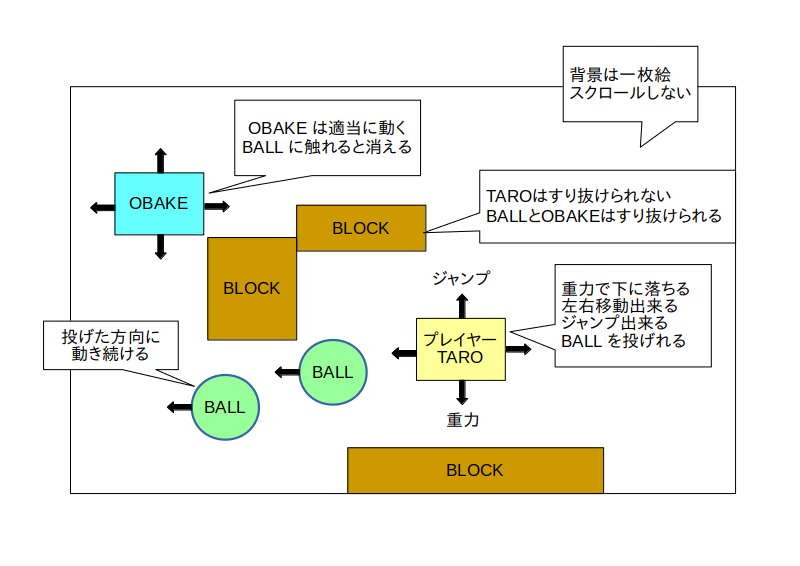 背景は一枚絵
スクロールしない
OBAKE は適当に動く
BALL に触れると消える
OBAKE
TAROはすり抜けられない
BALLとOBAKEはすり抜けられる
BLOCK
BLOCK
ジャンプ
重力で下に落ちる
左右移動出来る
ジャンプ出来る
BALL を投げれる
投げた方向に
動き続ける
プレイヤー
TARO
BALL
BALL
重力
BLOCK